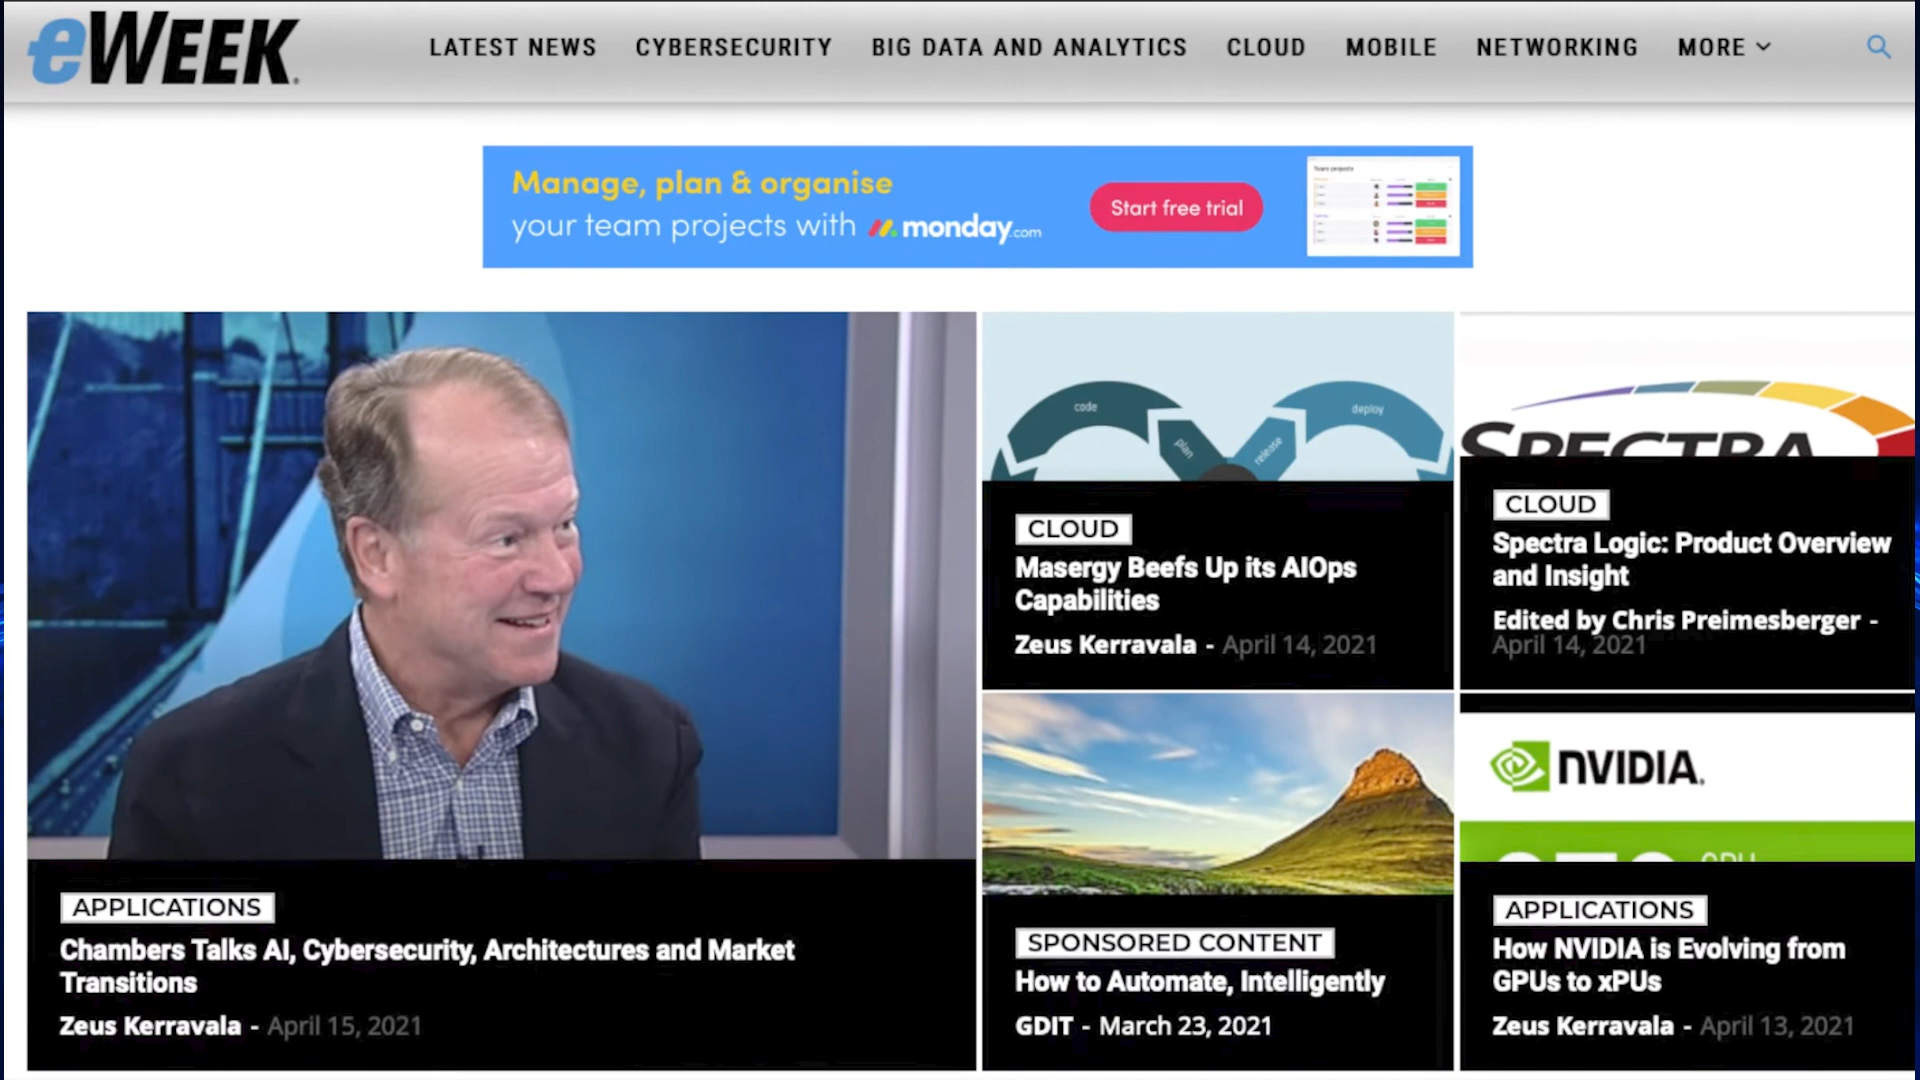 eWEEK.
LATEST NEWS
CYBERSECURITY
BIG DATA AND ANALYTICS
CLOUD
MOBILE
NETWORKING
MORE
Manage, plan & organise
your team projects with monday.com
Start free trial
Team projects
code
plan
release
deploy
SPECTRA
CLOUD
Masergy Beefs Up its AIOps
Capabilities
Zeus Kerravala - April 14, 2021
CLOUD
Spectra Logic: Product Overview
and Insight
Edited by Chris Preimesberger -
April 14, 2021
NVIDIA.
APPLICATIONS
Chambers Talks AI, Cybersecurity, Architectures and Market
Transitions
Zeus Kerravala - April 15, 2021
SPONSORED CONTENT
How to Automate, Intelligently
GDIT - March 23, 2021
APPLICATIONS
How NVIDIA is Evolving from
GPUs to xPUs
Zeus Kerravala - April 13, 2021